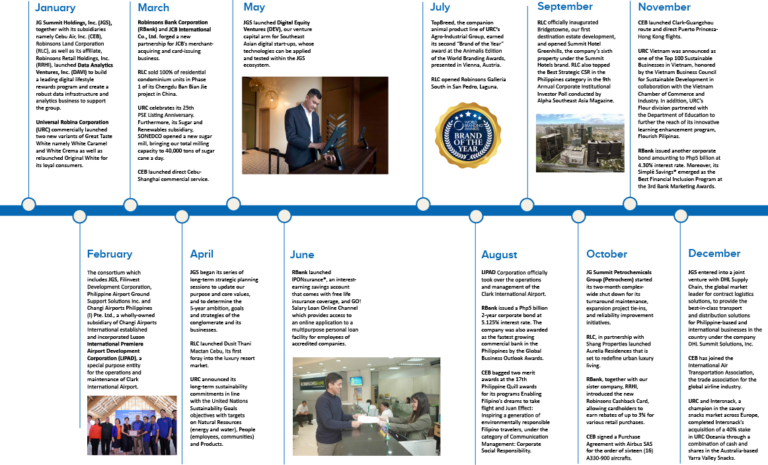 January
JG Summit Holdings, Inc. (JGS),
together with its subsidiaries
namely Cebu Air, Inc. (CEB),
Robinsons Land Corporation
(RLC), as well as its affiliate,
Robinsons Retail Holdings, Inc.
(RRHI), launched Data Analytics
Ventures, Inc. (DAVI) to build
a leading digital lifestyle
rewards program and create a
robust data infrastructure and
analytics business to support
the group.
Universal Robina Corporation
(URC) commercially launched
two new variants of Great Taste
White namely White Caramel
and White Crema as well as
relaunched Original White for
its loyal consumers.
March
Robinsons Bank Corporation
(RBank) and JCB International
Co., Ltd. forged a new
partnership for JCB's merchant-
acquiring and card-issuing
business.
RLC sold 100% of residential
condominium units in Phase
1 of its Chengdu Ban Bian Jie
project in China.
URC celebrates its 25th
PSE Listing Anniversary.
Furthermore, its Sugar and
Renewables subsidiary,
SONEDCO opened a new sugar
mill, bringing our total milling
capacity to 40,000 tons of sugar
cane a day.
CEB launched direct Cebu-
Shanghai commercial service.
May
JGS launched Digital Equity
Ventures (DEV), our venture
capital arm for Southeast
Asian digital start-ups, whose
technologies can be applied
and tested within the JGS
ecosystem.
July
TopBreed, the companion
animal product line of URC's
Agro-Industrial Group, earned
its second "Brand of the Year"
award at the Animalis Edition
of the World Branding Awards,
presented in Vienna, Austria.
RLC opened Robinsons Galleria
South in San Pedro, Laguna.
BRAND
OF THE
YEAR
September
RLC officially inaugurated
Bridgetowne, our first
destination estate development,
and opened Summit Hotel
Greenhills, the company's sixth
property under the Summit
Hotels brand. RLC also topped
the Best Strategic CSR in the
Philippines category in the 9th
Annual Corporate Institutional
Investor Poll conducted by
Alpha Southeast Asia Magazine.
November
CEB launched Clark-Guangzhou
route and direct Puerto Princesa-
Hong Kong flights.
URC Vietnam was announced as
one of the Top 100 Sustainable
Businesses in Vietnam, honored
by the Vietnam Business Council
for Sustainable Development in
collaboration with the Vietnam
Chamber of Commerce and
Industry. In addition, URC's
Flour division partnered with
the Department of Education to
further the reach of its innovative
learning enhancement program,
Flourish Pilipinas.
RBank issued another corporate
bond amounting to Php5 billion at
4.30% interest rate. Moreover, its
Simplé Savings* emerged as the
Best Financial Inclusion Program at
the 3rd Bank Marketing Awards.
February
The consortium which
includes JGS, Filinvest
Development Corporation,
Philippine Airport Ground
Support Solutions Inc. and
Changi Airports Philippines
(I) Pte. Ltd., a wholly-owned
subsidiary of Changi Airports
International established
and incorporated Luzon
International Premiere
Airport Development
Corporation (LIPAD), a
special purpose entity
for the operations and
maintenance of Clark
International Airport.
April
JGS began its series of
long-term strategic planning
sessions to update our
purpose and core values,
and to determine the
5-year ambition, goals
and strategies of the
conglomerate and its
businesses.
RLC launched Dusit Thani
Mactan Cebu, its first
foray into the luxury resort
market.
URC announced its
long-term sustainability
commitments in line
with the United Nations
Sustainability Goals
objectives with targets
on Natural Resources
(energy and water), People
(employees, communities)
and Products.
June
RBank launched
IPONsurance*, an interest-
earning savings account
that comes with free life
insurance coverage, and GO!
Salary Loan Online Channel
which provides access to
an online application to a
multipurpose personal loan
facility for employees of
accredited companies.
August
LIPAD Corporation officially
took over the operations
and management of the
Clark International Airport.
RBank issued a Php5 billion
2-year corporate bond at
5.125% interest rate. The
company was also awarded
as the fastest growing
commercial bank in the
Philippines by the Global
Business Outlook Awards.
CEB bagged two merit
awards at the 17th
Philippine Quill awards
for its programs Enabling
Filipino's dreams to take
flight and Juan Effect:
Inspiring a generation of
environmentally responsible
Filipino travelers, under the
category of Communication
Management: Corporate
Social Responsibility.
October
JG Summit Petrochemicals
Group (Petrochem) started
its two-month complex-
wide shut down for its
turnaround maintenance,
expansion project tie-ins,
and reliability improvement
initiatives.
RLC, in partnership with
Shang Properties launched
Aurelia Residences that is
set to redefine urban luxury
living.
RBank, together with our
sister company, RRHI,
introduced the new
Robinsons Cashback Card,
allowing cardholders to
earn rebates of up to 3% for
various retail purchases.
CEB signed a Purchase
Agreement with Airbus SAS
for the order of sixteen (16)
A330-900 aircrafts.
December
JGS entered into a joint
venture with DHL Supply
Chain, the global market
leader for contract logistics
solutions, to provide the
best-in-class transport
and distribution solutions
for Philippine-based and
international businesses in the
country under the company
DHL Summit Solutions, Inc.
CEB has joined the
International Air
Transportation Association,
the trade association for the
global airline industry.
URC and Intersnack, a
champion in the savory
snack market across Europe,
completed Intersnack's
acquisition of a 40% stake
in URC Oceania through a
combination of cash and
shares in the Australia-based
Yarra Valley Snacks.